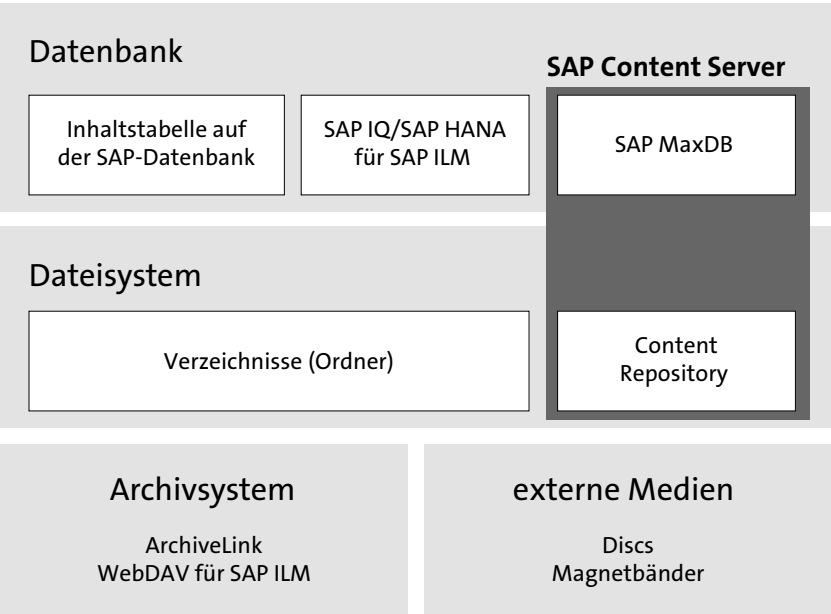 Datenbank
SAP Content Server
Inhaltstabelle auf
der SAP-Datenbank
SAP IQ/SAP HANA
für SAP ILM
SAP MaxDB
Dateisystem
Verzeichnisse (Ordner)
Content
Repository
Archivsystem
ArchiveLink
WebDAV für SAP ILM
externe Medien
Discs
Magnetbänder